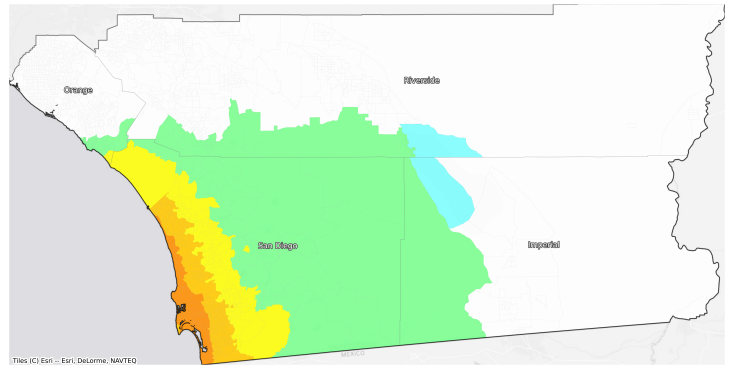 Riverside
Orange
San Diego
Imperial
MEXICO
Tiles (C) Esri -- Esri, DeLorme, NAVTEQ